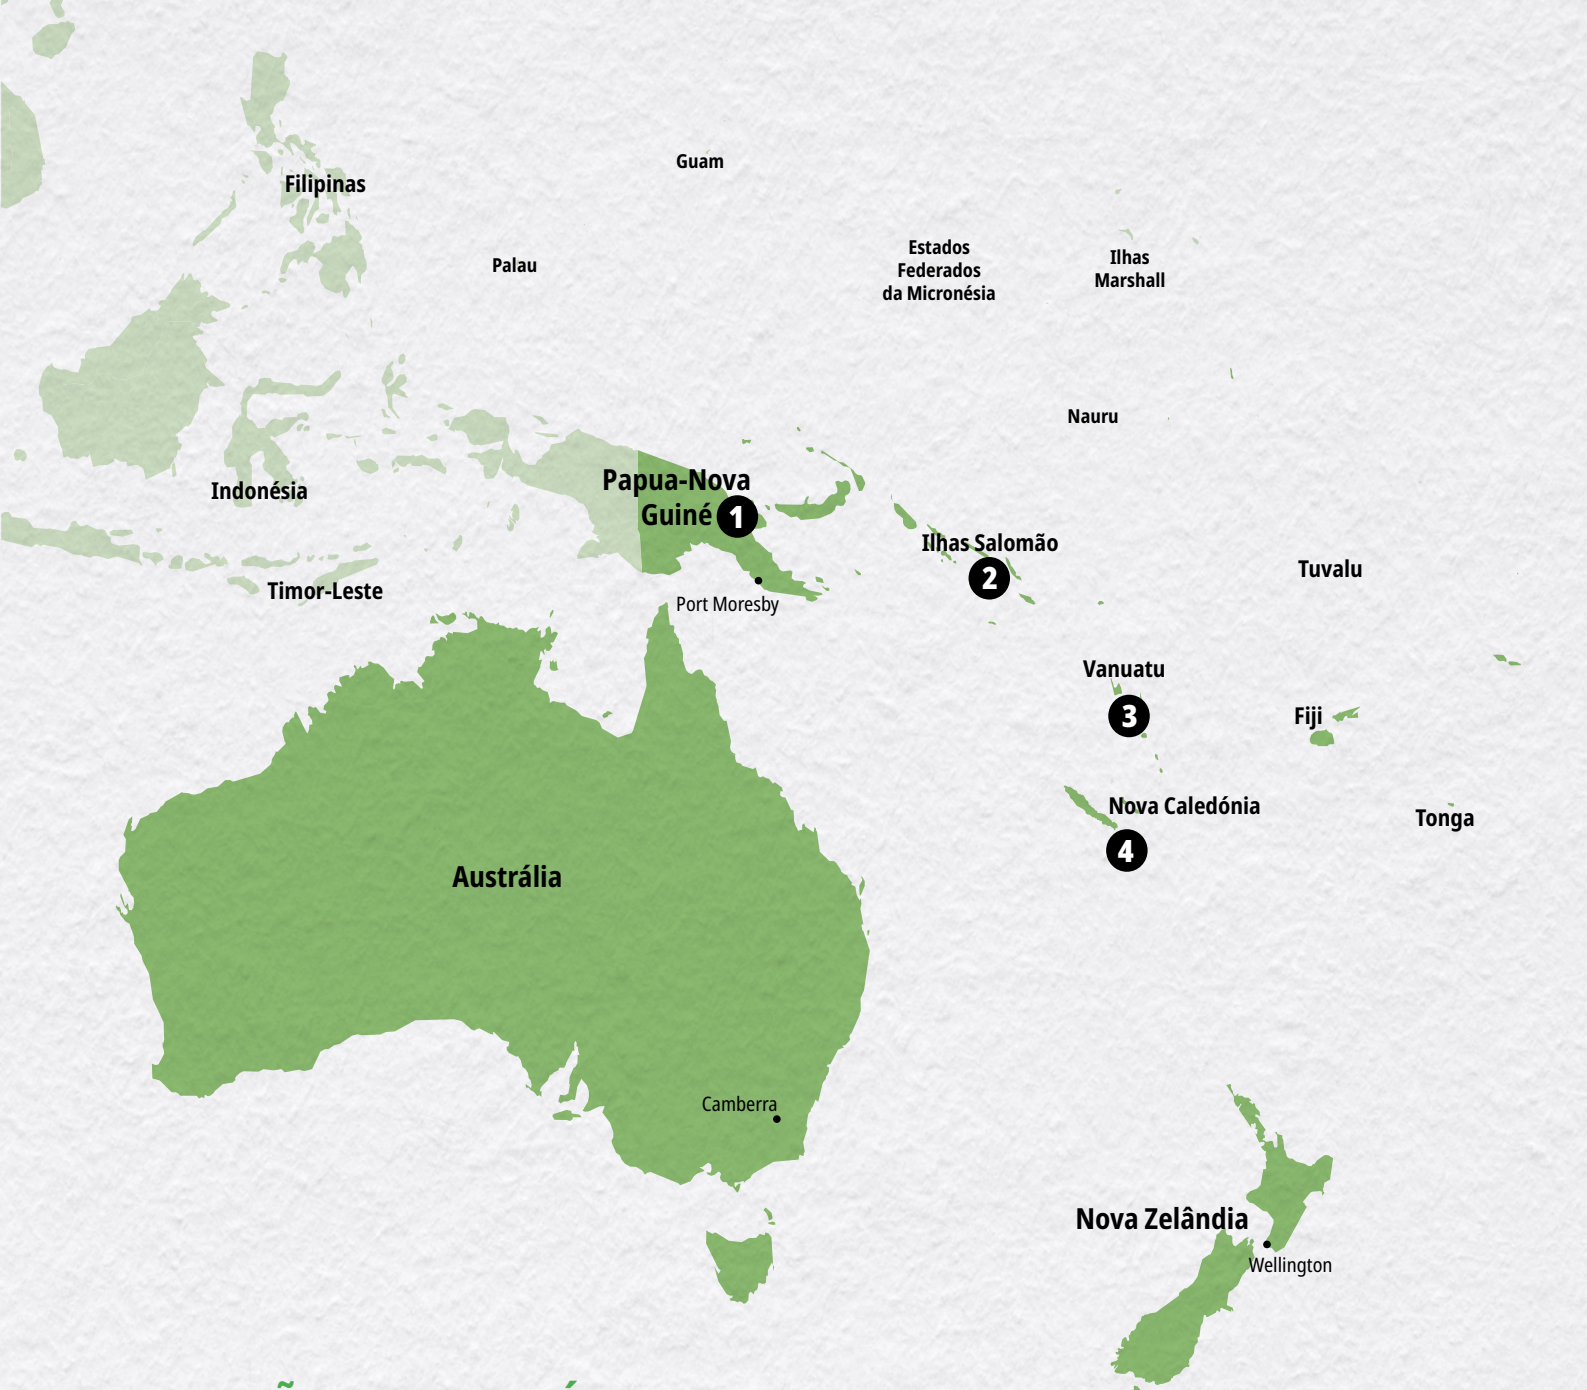 Guam
Filipinas
Estados
Federados
da Micronésia
Ilhas
Marshall
Palau
Nauru
Papua-Nova
Guiné 1
Indonésia
Ilhas Salomão
2
Tuvalu
Timor-Leste
Port Moresby
Vanuatu
3
Fiji
Nova Caledónia
Tonga
4
Austrália
Camberra
Nova Zelândia
Wellington